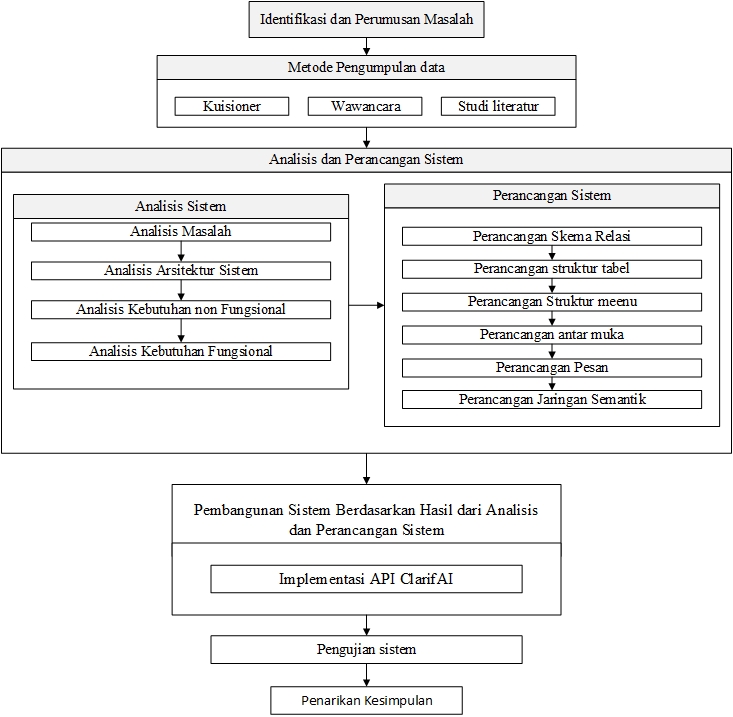 Identifikasi dan Perumusan Masalah
Metode Pengumpulan data
Kuisioner
Wawancara
Studi literatur
Analisis dan Perancangan Sistem
Analisis Sistem
Analisis Masalah
Analisis Arsitektur Sistem
Analisis Kebutuhan non Fungsional
Analisis Kebutuhan Fungsional
Perancangan Sistem
Perancangan Skema Relasi
Perancangan struktur tabel
Perancangan Struktur meenu
Perancangan antar muka
Perancangan Pesan
Perancangan Jaringan Semantik
Pembangunan Sistem Berdasarkan Hasil dari Analisis
dan Perancangan Sistem
Implementasi API ClarifAI
Pengujian sistem
Penarikan Kesimpulan